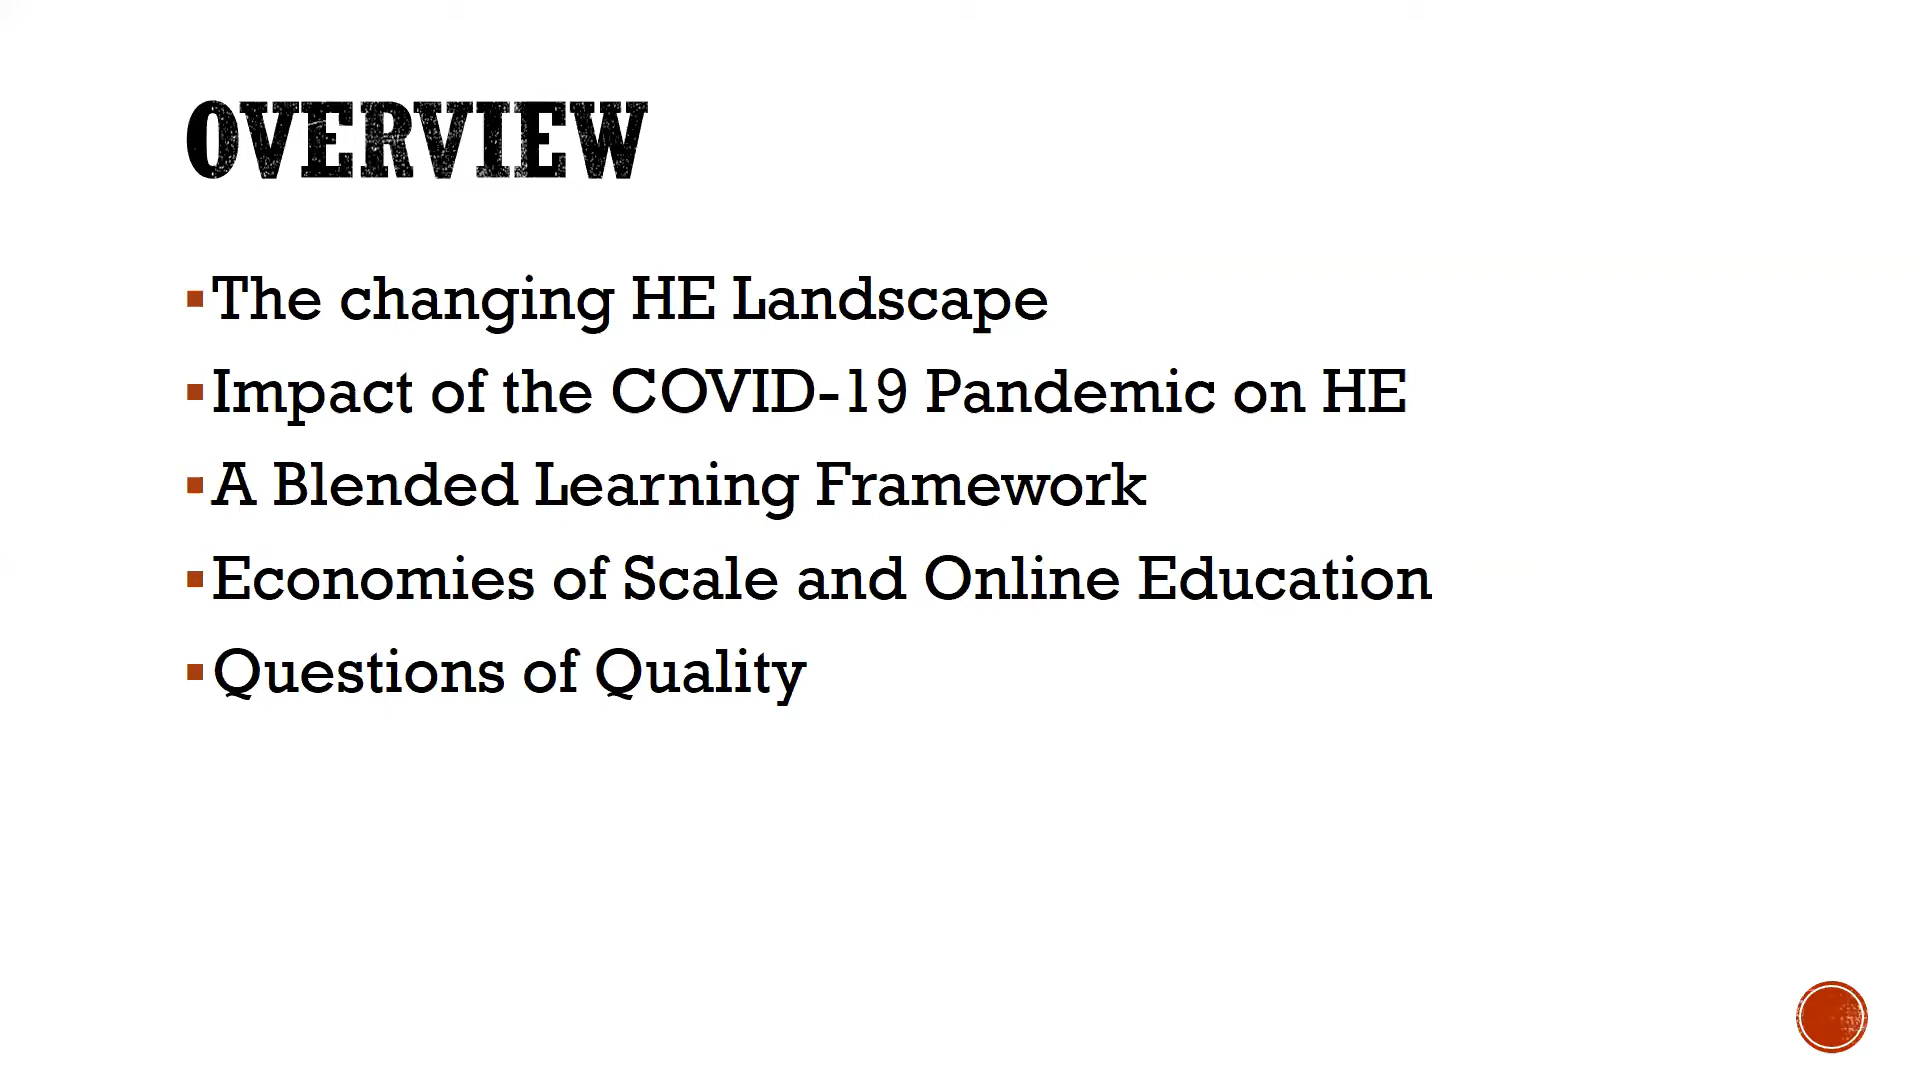 OVERVIEW
▪The changing HE Landscape
▪Impact of the COVID-19 Pandemic on HE
▪A Blended Learning Framework
▪Economies of Scale and Online Education
▪Questions of Quality